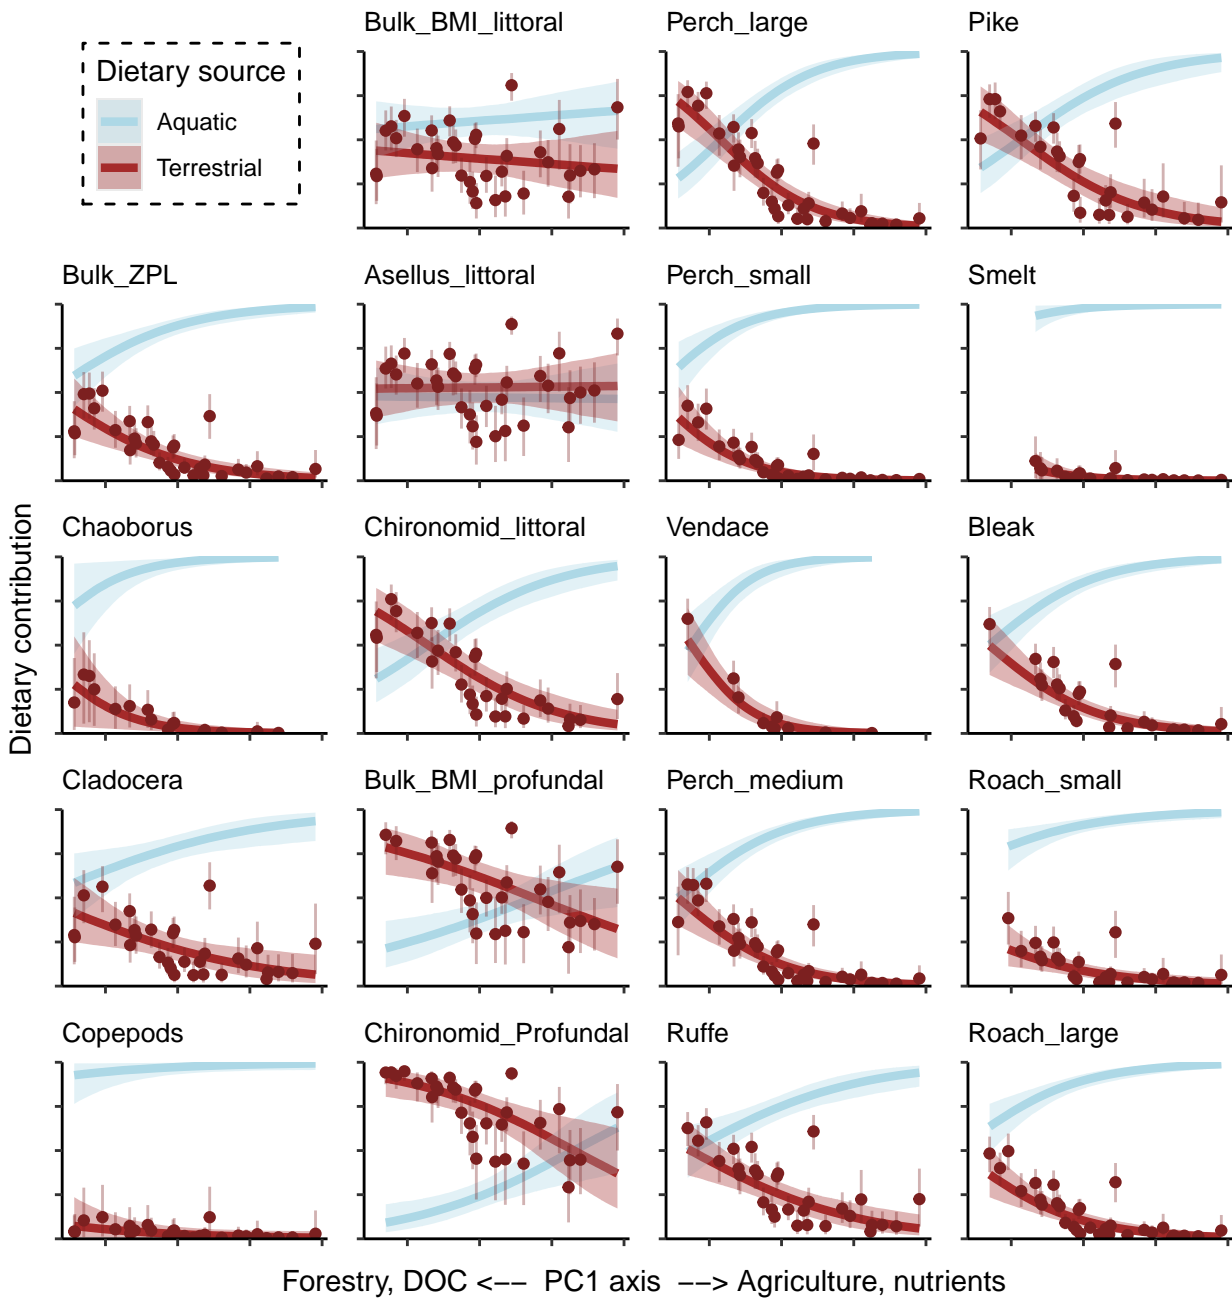 Bulk_BMI_littoral
Perch_large
Pike
Dietary source
Aquatic
Terrestrial
Bulk_ZPL
Asellus_littoral
Perch_small
Smelt
Chaoborus
Chironomid_littoral
Vendace
Bleak
Dietary contribution
Cladocera
Bulk_BMI_profundal
Perch_medium
Roach_small
Copepods
Chironomid_Profundal
Ruffe
Roach_large
Forestry, DOC <−− PC1 axis −−> Agriculture, nutrients